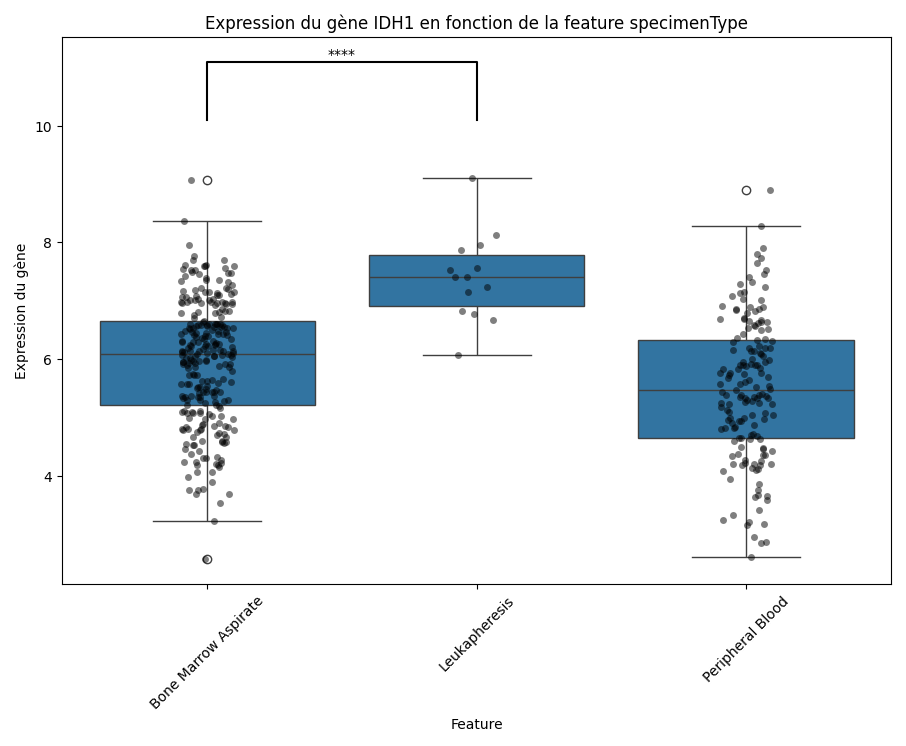 Expression du gène IDH1 en fonction de la feature specimenType
****
Expression du gène
10
8
6
4
Bone Marrow Aspirate
Leukapheresis
Peripheral Blood
Feature